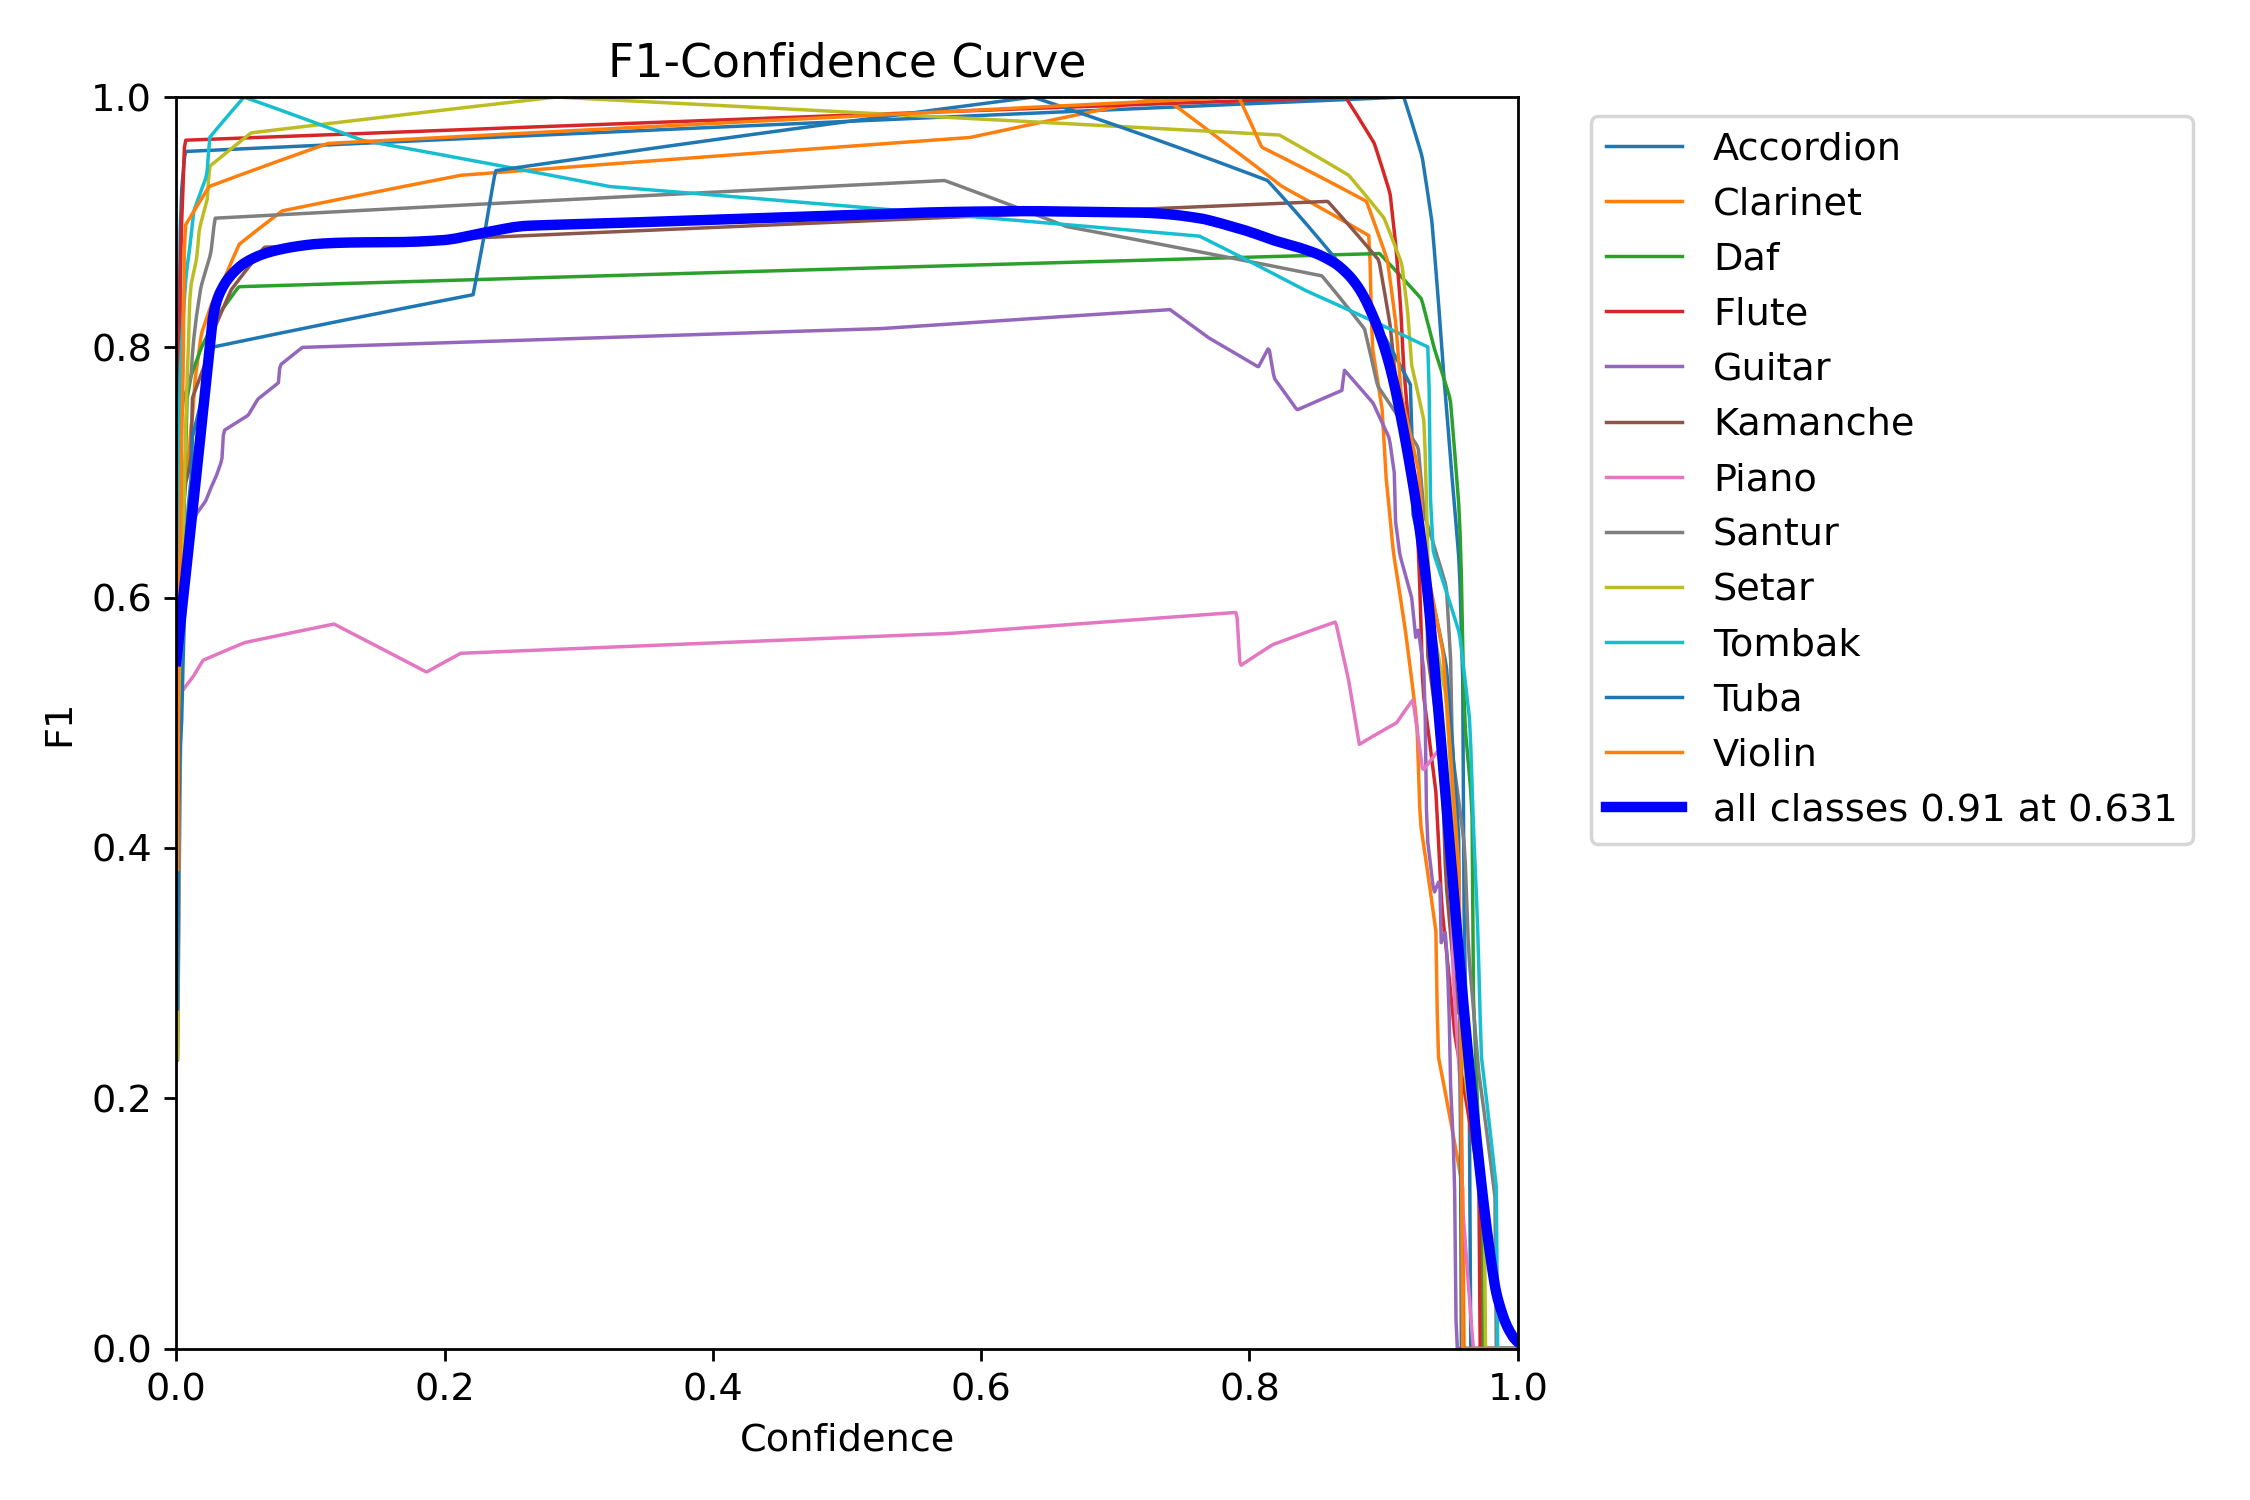 F1-Confidence Curve
1.0
0.8
0.6
0.4
0.2
0.0
F1
0.0 0.2 0.4 0.6 0.8 1.0
Confidence
Accordion
Clarinet
Daf
Flute
Guitar
Kamanche
Piano
Santur
Setar
Tombak
Tuba
Violin
all classes 0.91 at 0.631